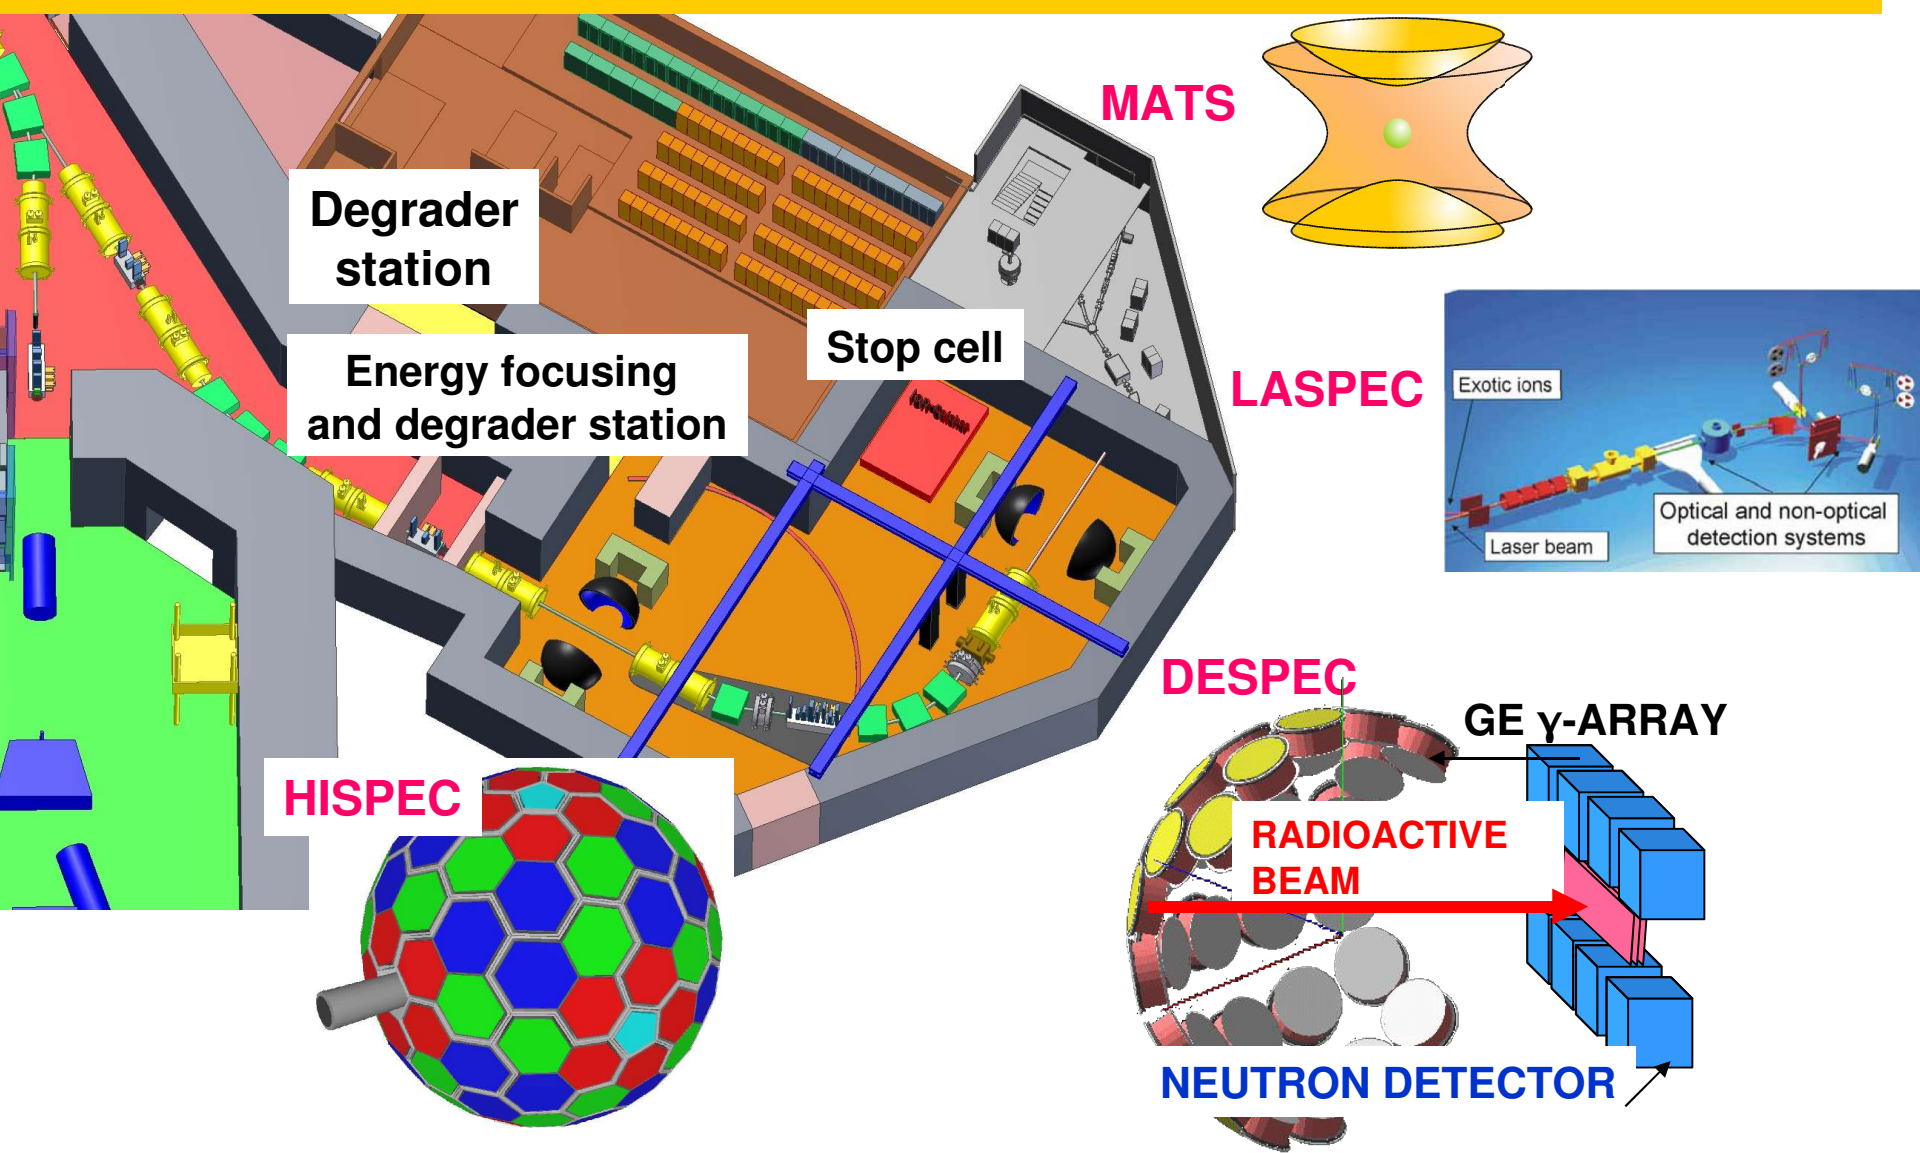 MATS
Degrader
station
Energy focusing
and degrader station
Stop cell
LASPEC
Exotic ions
Optical and non-optical
detection systems
Laser beam
DESPEC
GE γ-ARRAY
HISPEC
RADIOACTIVE
BEAM
NEUTRON DETECTOR